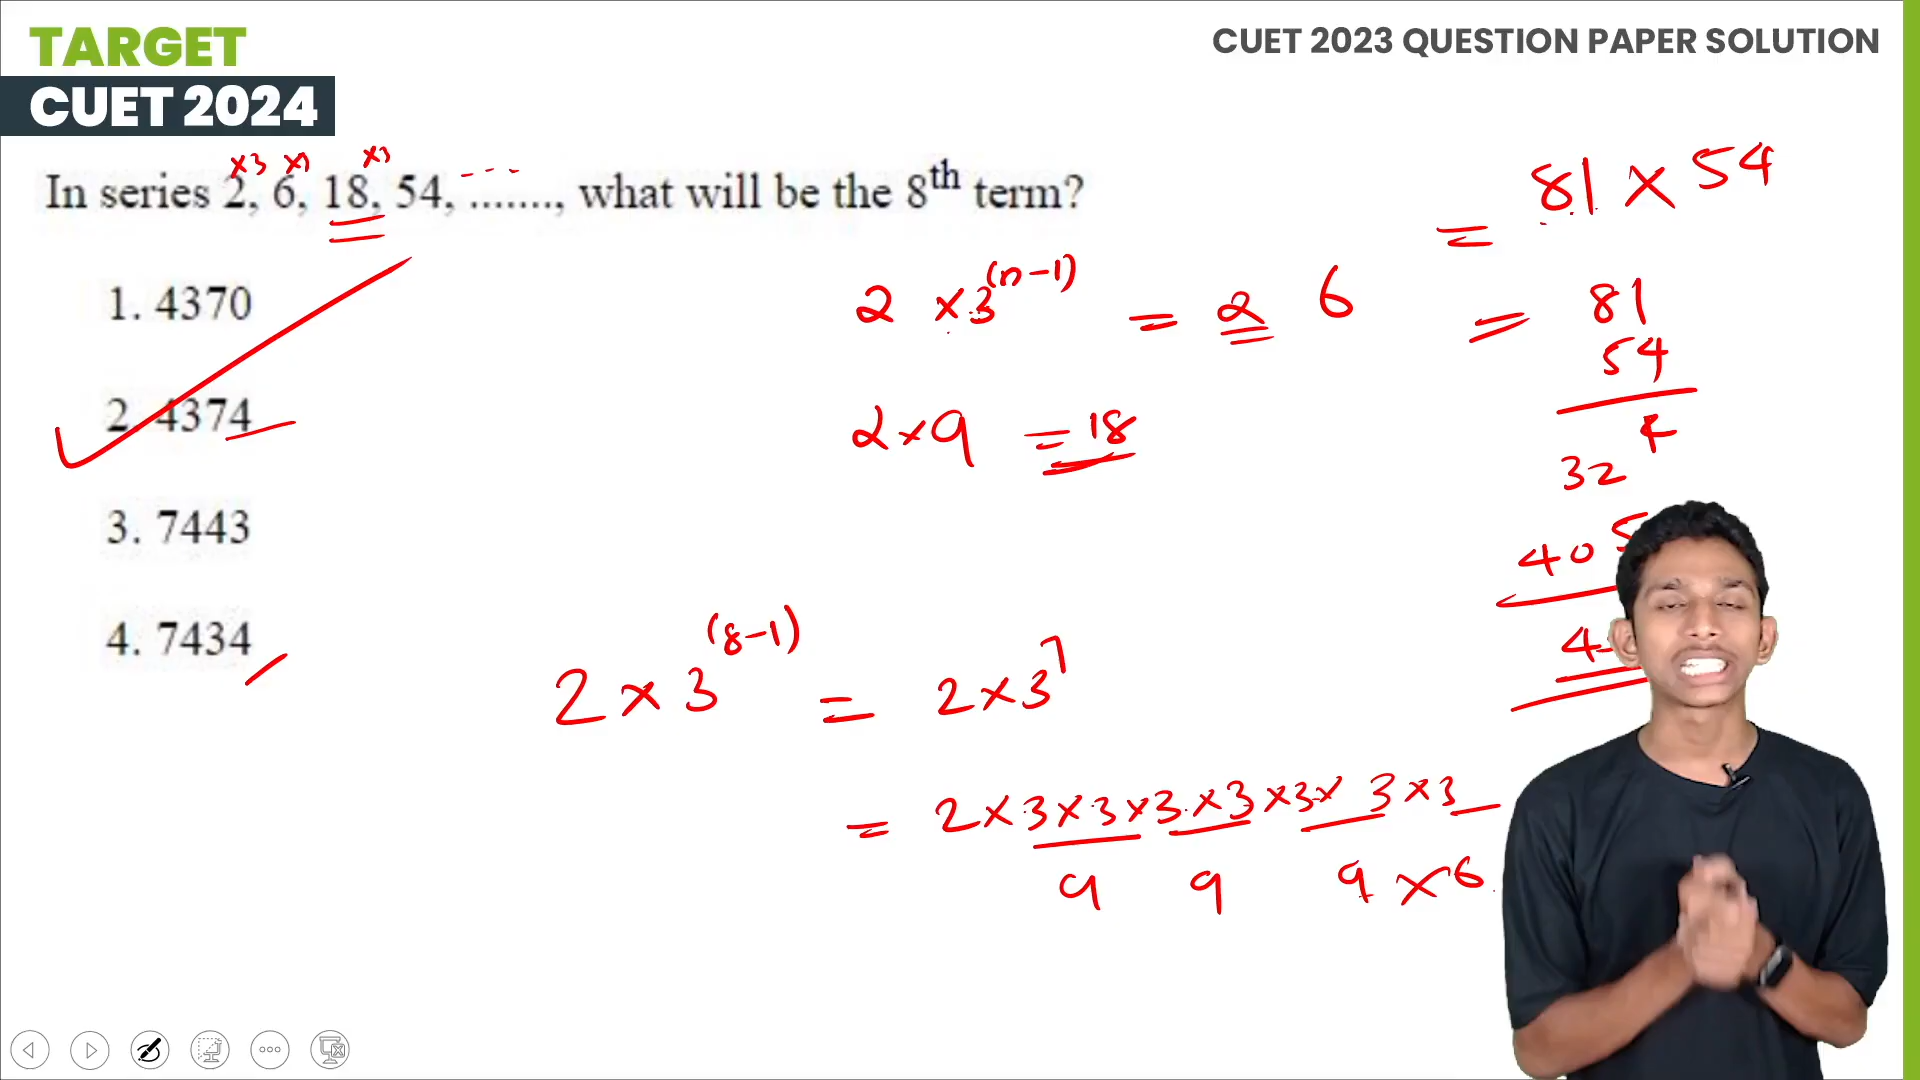 TARGET
CUET 2024
CUET 2023 QUESTION PAPER SOLUTION
×3 ×3 ×3
In series 2, 6, 18, 54, ......., what will be the 8th term?
1. 4370
2. 4374
3. 7443
4. 7434
2 ×3^(n-1) = 2 6
2×9 =18
2×3^(8-1) = 2×3^7
= 2×3×3×3×3×3×3×3
9 9 9×6
= 81×54
= 81
54
4
32
405